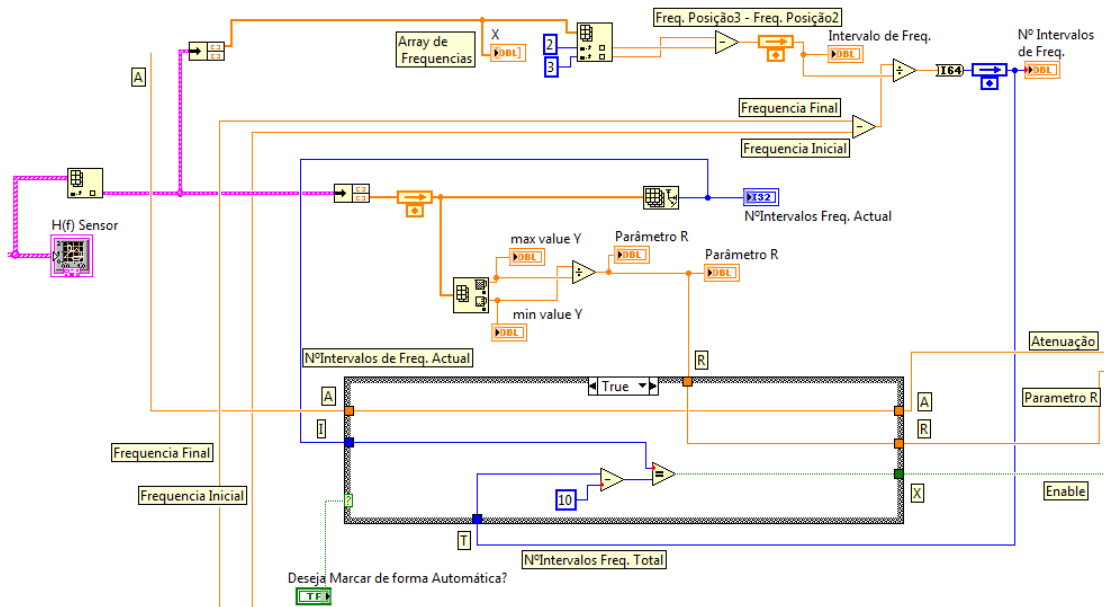 Freq. Posição3 - Freq. Posição2
Array de
Frequencias
X
DBL
2
3
Intervalo de Freq.
DBL
Nº Intervalos
de Freq.
I64
DBL
A
Frequencia Final
Frequencia Inicial
H(f) Sensor
I32
NºIntervalos Freq. Actual
max value Y
DBL
Parâmetro R
DBL
Parâmetro R
DBL
min value Y
DBL
NºIntervalos de Freq. Actual
R
Atenuação
True
A
A
Parametro R
I
R
Frequencia Final
Frequencia Inicial
10
?
X
Enable
T
NºIntervalos Freq. Total
Deseja Marcar de forma Automática?
TF